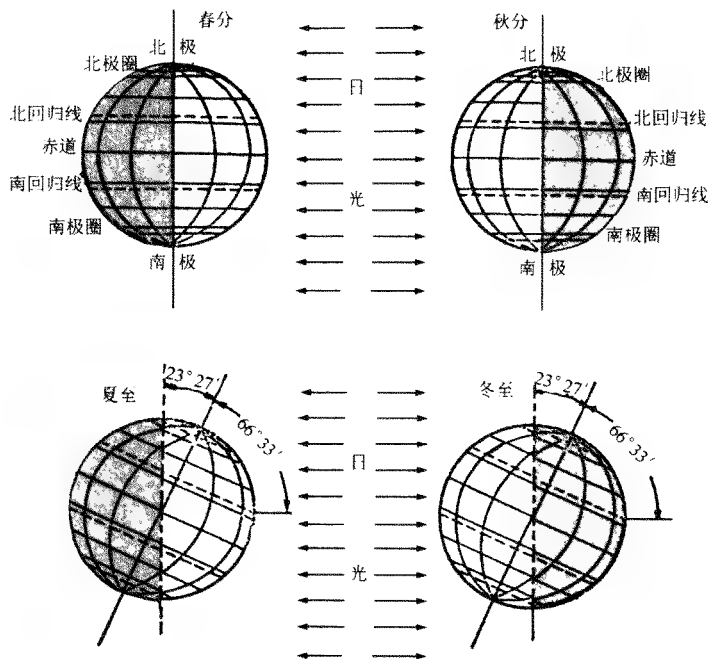 春分
北极
北极圈
北回归线
赤道
南回归线
南极圈
南极
日
光
秋分
北极
北极圈
北回归线
赤道
南回归线
南极圈
南极
夏至
23°27′
66°33′
日
光
冬至
23°27′
66°33′